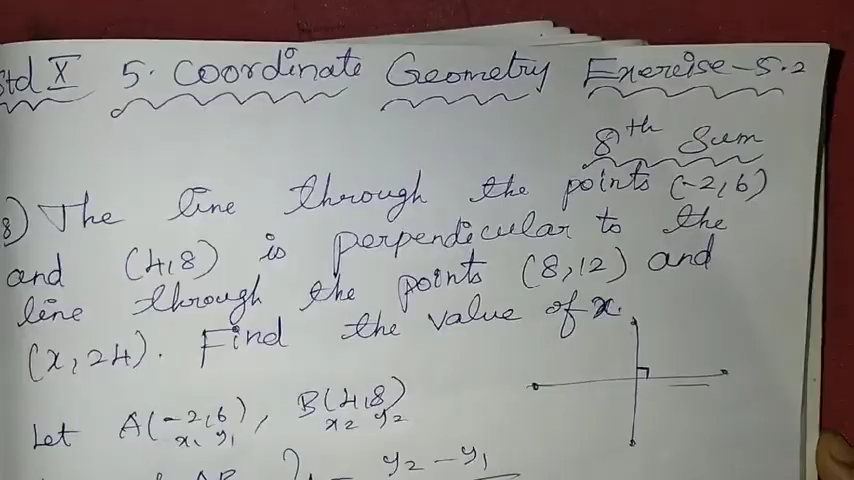 Std X 5. Coordinate Geometry Exercise-5.2
8th Sum
8) The line through the points (-2,6)
and (4,8) is perpendicular to the
line through the points (8,12) and
(x,24). Find the value of x.
Let A(-2,6), B(4,8)
x1 y1 x2 y2
y2-y1